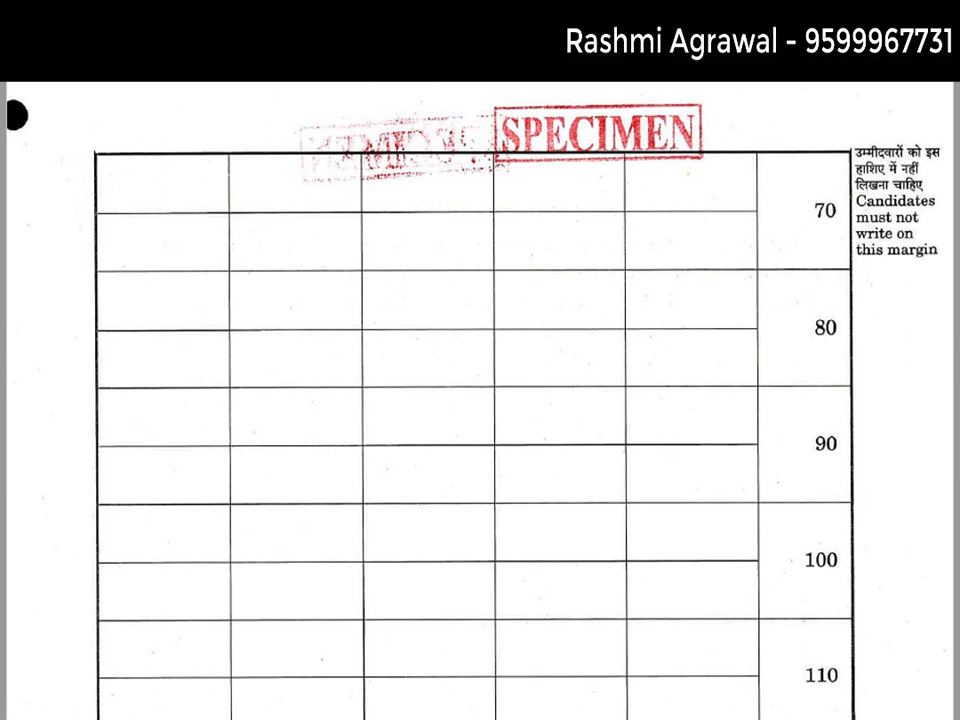 Rashmi Agrawal - 9599967731
SPECIMEN
उम्मीदवारों को इस
हाशिए में नहीं
लिखना चाहिए
Candidates
must not
write on
this margin
70
80
90
100
110